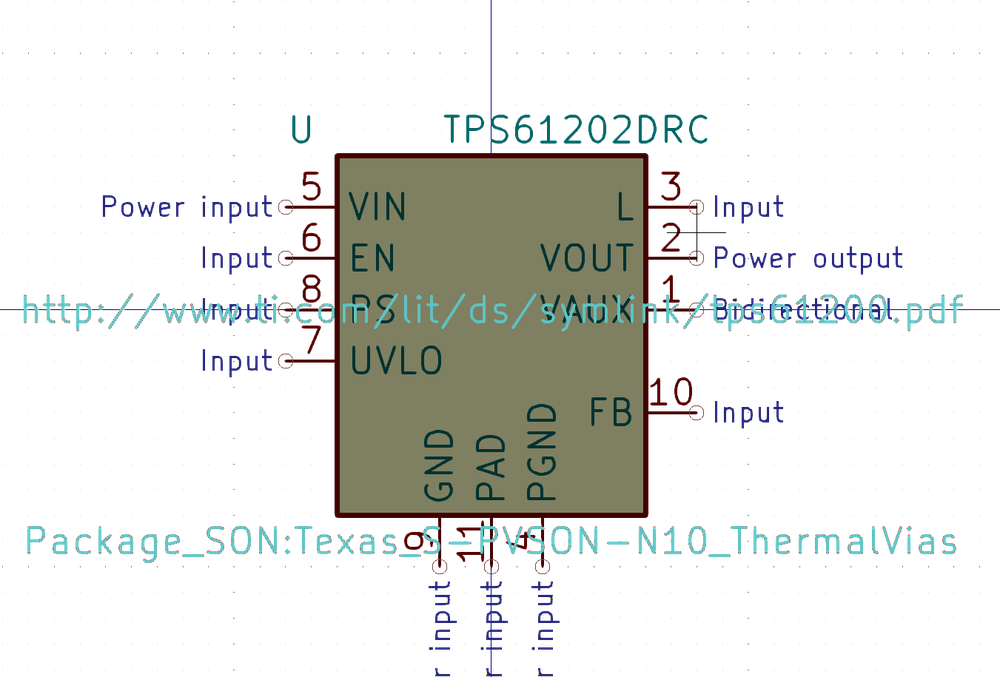 U TPS61202DRC
5 3
Power input VIN L Input
6 2
Input EN VOUT Power output
8 1
Input PS VAUX Bidirectional
http://www.ti.com/lit/ds/symlink/tps61200.pdf
7
Input UVLO
10
FB Input
GND PAD PGND
9 11 4
Package_SON:Texas_S-PVSON-N10_ThermalVias
r input r input r input